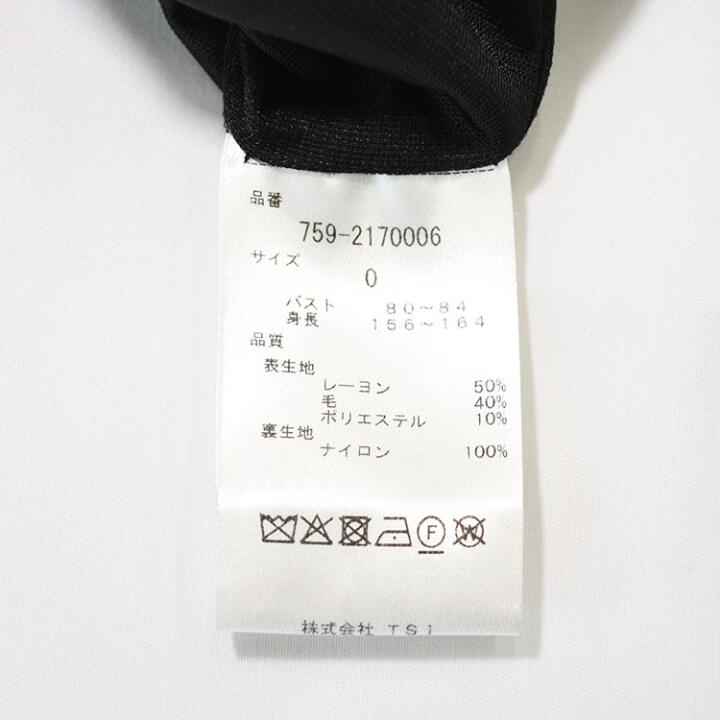 品番
759-2170006
サイズ
0
バスト 80～84
身長 156～164
品質
表生地
レーヨン 50%
毛 40%
ポリエステル 10%
裏生地
ナイロン 100%
F W
株式会社 TSI